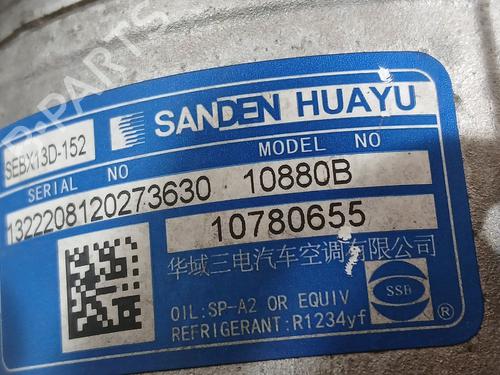 SANDEN HUAYU
SEBX13D-152
SERIAL NO MODEL NO
1322208120273630 10880B
10780655
华域三电汽车空调有限公司
OIL:SP-A2 OR EQUIV
REFRIGERANT:R1234yf
SSB
®